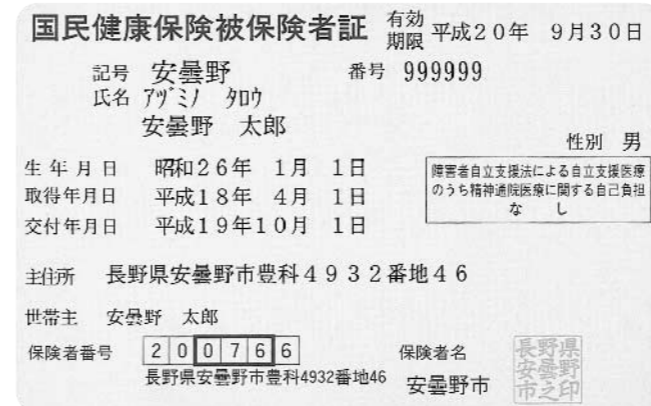 国民健康保険被保険者証 有効期限 平成20年 9月30日
記号 安曇野 番号 999999
氏名 アヅミノ タロウ
安曇野 太郎
性別 男
生年月日 昭和26年 1月 1日
取得年月日 平成18年 4月 1日
交付年月日 平成19年10月 1日
障害者自立支援法による自立支援医療
のうち精神通院医療に関する自己負担
な し
主住所 長野県安曇野市豊科4932番地46
世帯主 安曇野 太郎
保険者番号 200766
長野県安曇野市豊科4932番地46
保険者名 安曇野市
長野県
安曇野
市之印